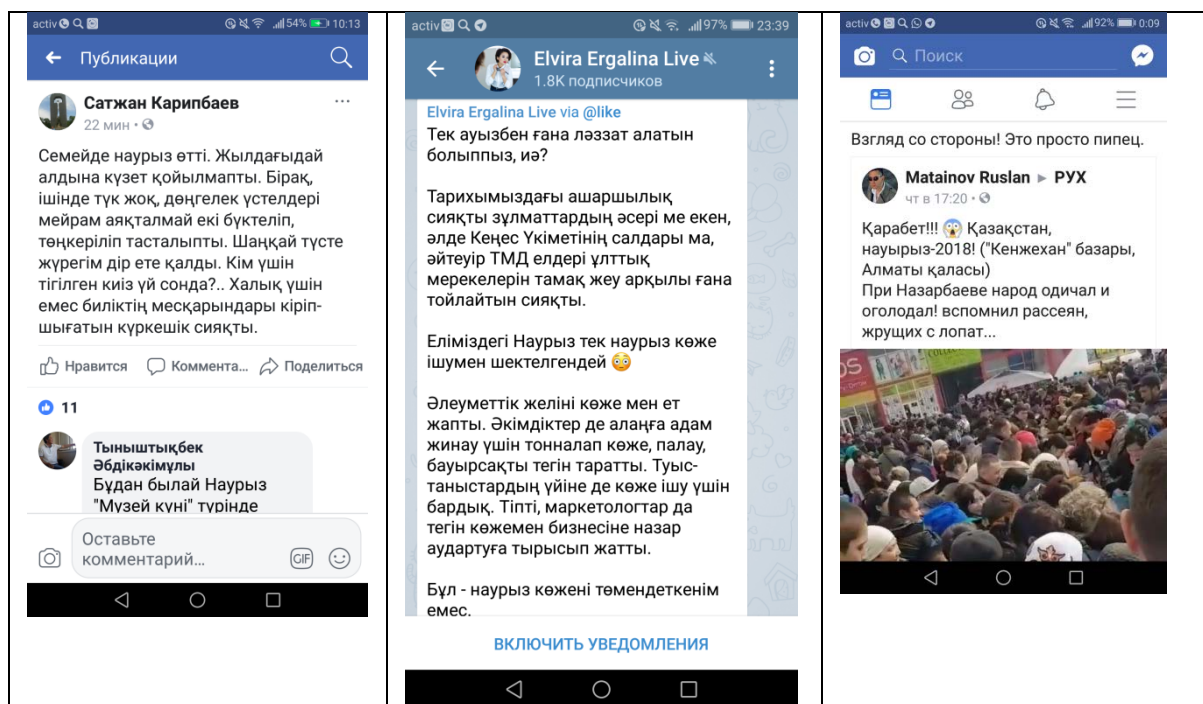 activ 54% 10:13
Публикации
Сатжан Карипбаев
22 мин
Семейде наурыз өтті. Жылдағыдай
алдына күзет қойылмапты. Бірақ,
ішінде түк жоқ, дөңгелек үстелдері
мейрам аяқталмай екі бүктеліп,
төңкеріліп тасталыпты. Шаңқай түсте
жүрегім дір ете қалды. Кім үшін
тігілген киіз үй сонда?.. Халық үшін
емес биліктің месқарындары кіріп-
шығатын күркешік сияқты.
Нравится Коммента... Поделиться
11
Тыныштықбек
Әбдікәкімұлы
Бұдан былай Наурыз
"Музей күні" түрінде
Оставьте
комментарий...
GIF
activ 97% 23:39
Elvira Ergalina Live
1.8K подписчиков
Elvira Ergalina Live via @like
Тек ауызбен ғана ләззат алатын
болыппыз, иә?
Тарихымыздағы ашаршылық
сияқты зұлматтардың әсері ме екен,
әлде Кеңес Үкіметінің салдары ма,
әйтеуір ТМД елдері ұлттық
мерекелерін тамақ жеу арқылы ғана
тойлайтын сияқты.
Еліміздегі Наурыз тек наурыз көже
ішумен шектелгендей 😳
Әлеуметтік желіні көже мен ет
жапты. Әкімдіктер де алаңға адам
жинау үшін тонналап көже, палау,
бауырсақты тегін таратты. Туыс-
таныстардың үйіне де көже ішу үшін
бардық. Тіпті, маркетологтар да
тегін көжемен бизнесіне назар
аудартуға тырысып жатты.
Бұл - наурыз көжені төмендеткенім
емес.
ВКЛЮЧИТЬ УВЕДОМЛЕНИЯ
activ 92% 0:09
Поиск
Взгляд со стороны! Это просто пипец.
Matainov Ruslan ▸ РУХ
чт в 17:20
Қарабет!!! 😱 Қазақстан,
науырыз-2018! ("Кенжехан" базары,
Алматы қаласы)
При Назарбаеве народ одичал и
оголодал! вспомнил рассеян,
жрущих с лопат...